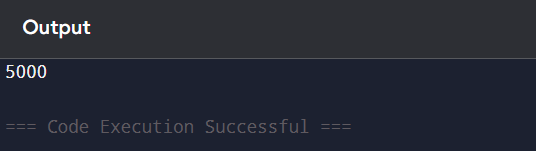 Output
5000
=== Code Execution Successful ===